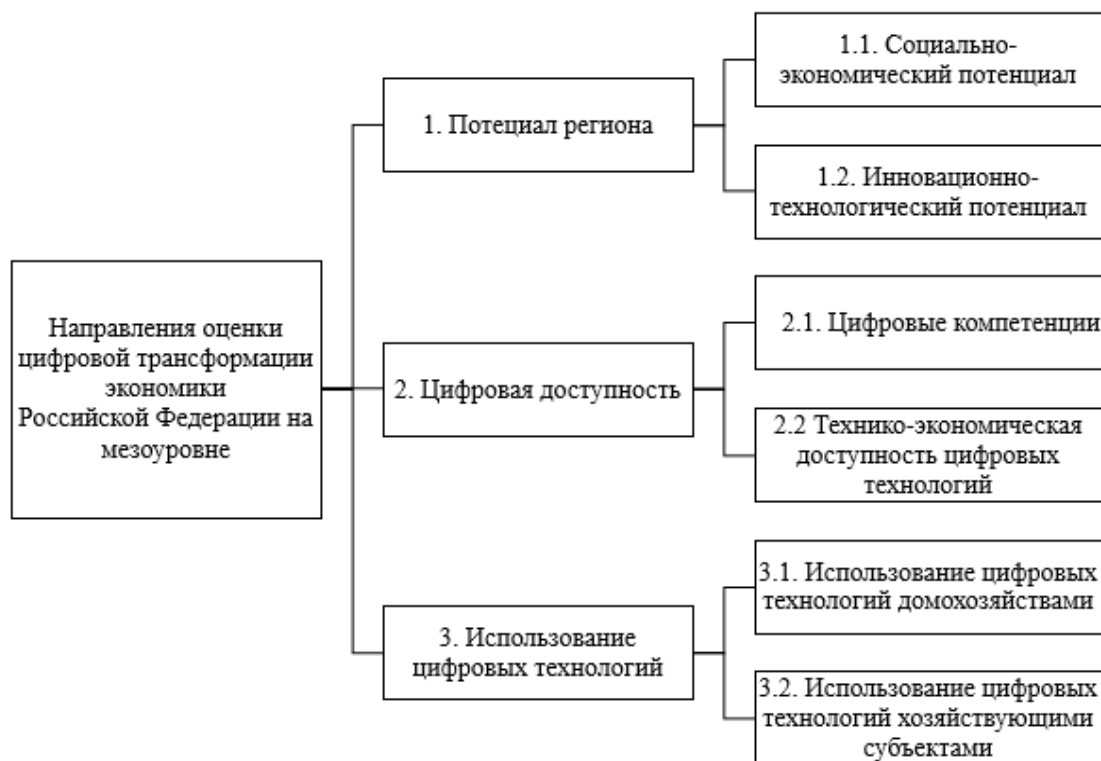 1.1. Социально-
экономический потенциал
1. Потециал региона
1.2. Инновационно-
технологический потенциал
Направления оценки
цифровой трансформации
экономики
Российской Федерации на
мезоуровне
2.1. Цифровые компетенции
2. Цифровая доступность
2.2 Технико-экономическая
доступность цифровых
технологий
3.1. Использование цифровых
технологий домохозяйствами
3. Использование
цифровых технологий
3.2. Использование цифровых
технологий хозяйствующими
субъектами